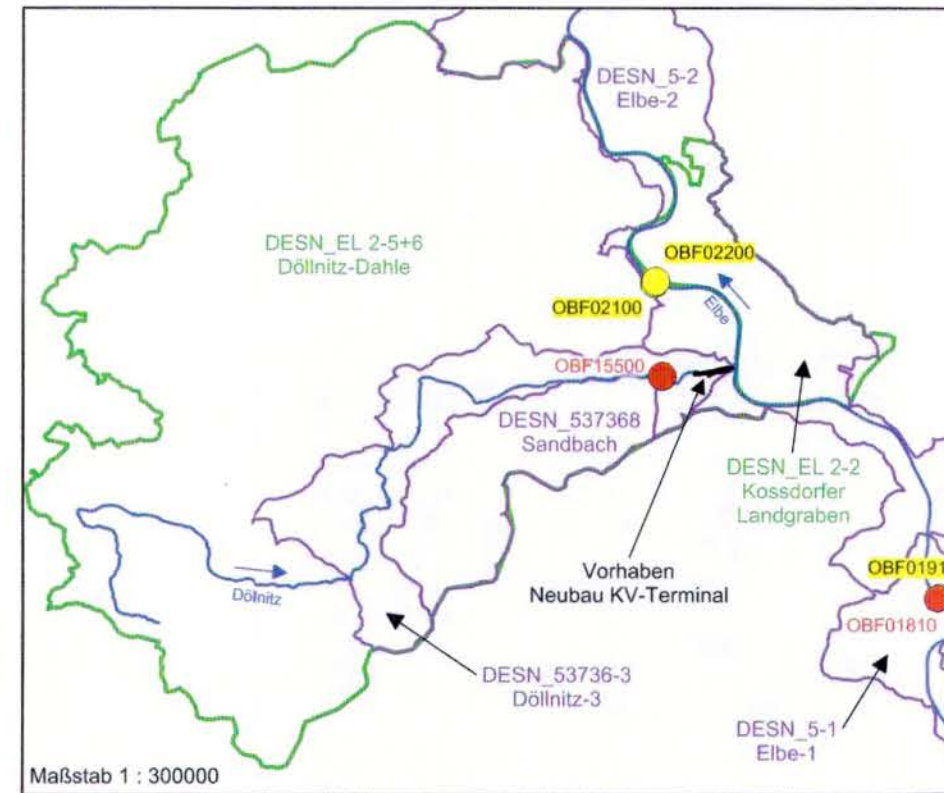 DESN_5-2
Elbe-2
DESN_EL 2-5+6
Döllnitz-Dahle
OBF02200
Elbe
OBF02100
OBF15500
DESN_537368
Sandbach
DESN_EL 2-2
Kossdorfer
Landgraben
Vorhaben
Neubau KV-Terminal
OBF0191
Döllnitz
OBF01810
DESN_53736-3
Döllnitz-3
DESN_5-1
Elbe-1
Maßstab 1 : 300000